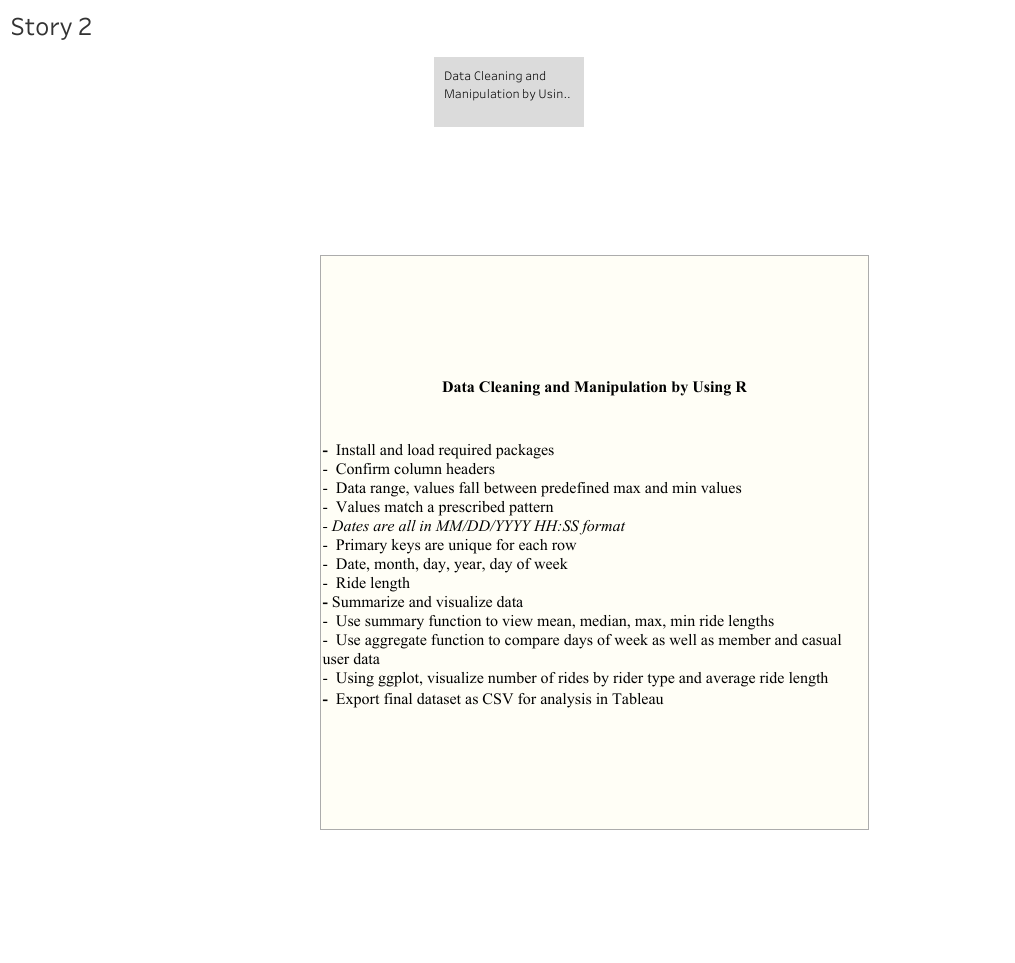 Story 2
Data Cleaning and
Manipulation by Usin..
Data Cleaning and Manipulation by Using R
-  Install and load required packages
-  Confirm column headers
-  Data range, values fall between predefined max and min values
-  Values match a prescribed pattern
- Dates are all in MM/DD/YYYY HH:SS format
-  Primary keys are unique for each row
-  Date, month, day, year, day of week
-  Ride length
- Summarize and visualize data
-  Use summary function to view mean, median, max, min ride lengths
-  Use aggregate function to compare days of week as well as member and casual
user data
-  Using ggplot, visualize number of rides by rider type and average ride length
-  Export final dataset as CSV for analysis in Tableau